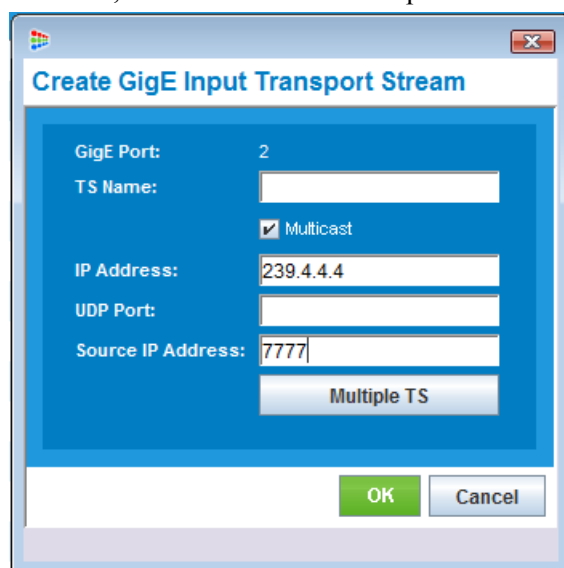 Create GigE Input Transport Stream
GigE Port: 2
TS Name:
Multicast
IP Address: 239.4.4.4
UDP Port:
Source IP Address: 7777
Multiple TS
OK Cancel